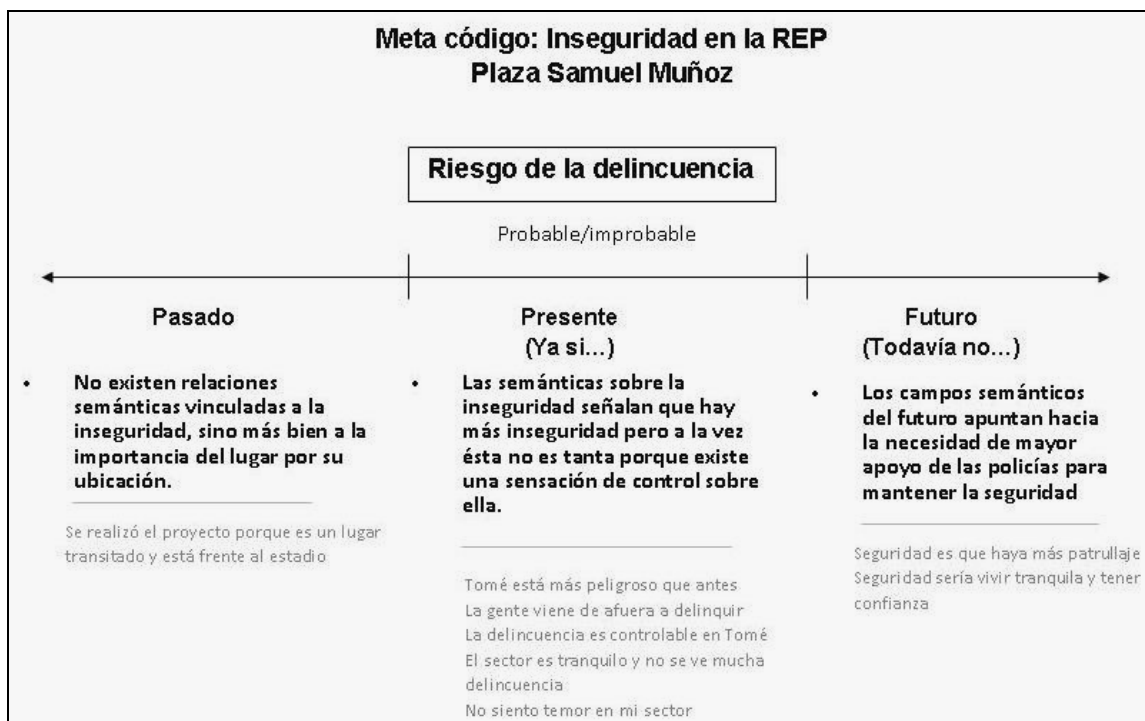 Meta código: Inseguridad en la REP
Plaza Samuel Muñoz
Riesgo de la delincuencia
Probable/improbable
Pasado
• No existen relaciones
semánticas vinculadas a la
inseguridad, sino más bien a la
importancia del lugar por su
ubicación.
Se realizó el proyecto porque es un lugar
transitado y está frente al estadio
Presente
(Ya si...)
• Las semánticas sobre la
inseguridad señalan que hay
más inseguridad pero a la vez
ésta no es tanta porque existe
una sensación de control sobre
ella.
Tomé está más peligroso que antes
La gente viene de afuera a delinquir
La delincuencia es controlable en Tomé
El sector es tranquilo y no se ve mucha
delincuencia
No siento temor en mi sector
Futuro
(Todavía no...)
• Los campos semánticos
del futuro apuntan hacia
la necesidad de mayor
apoyo de las policías para
mantener la seguridad
Seguridad es que haya más patrullaje
Seguridad sería vivir tranquila y tener
confianza